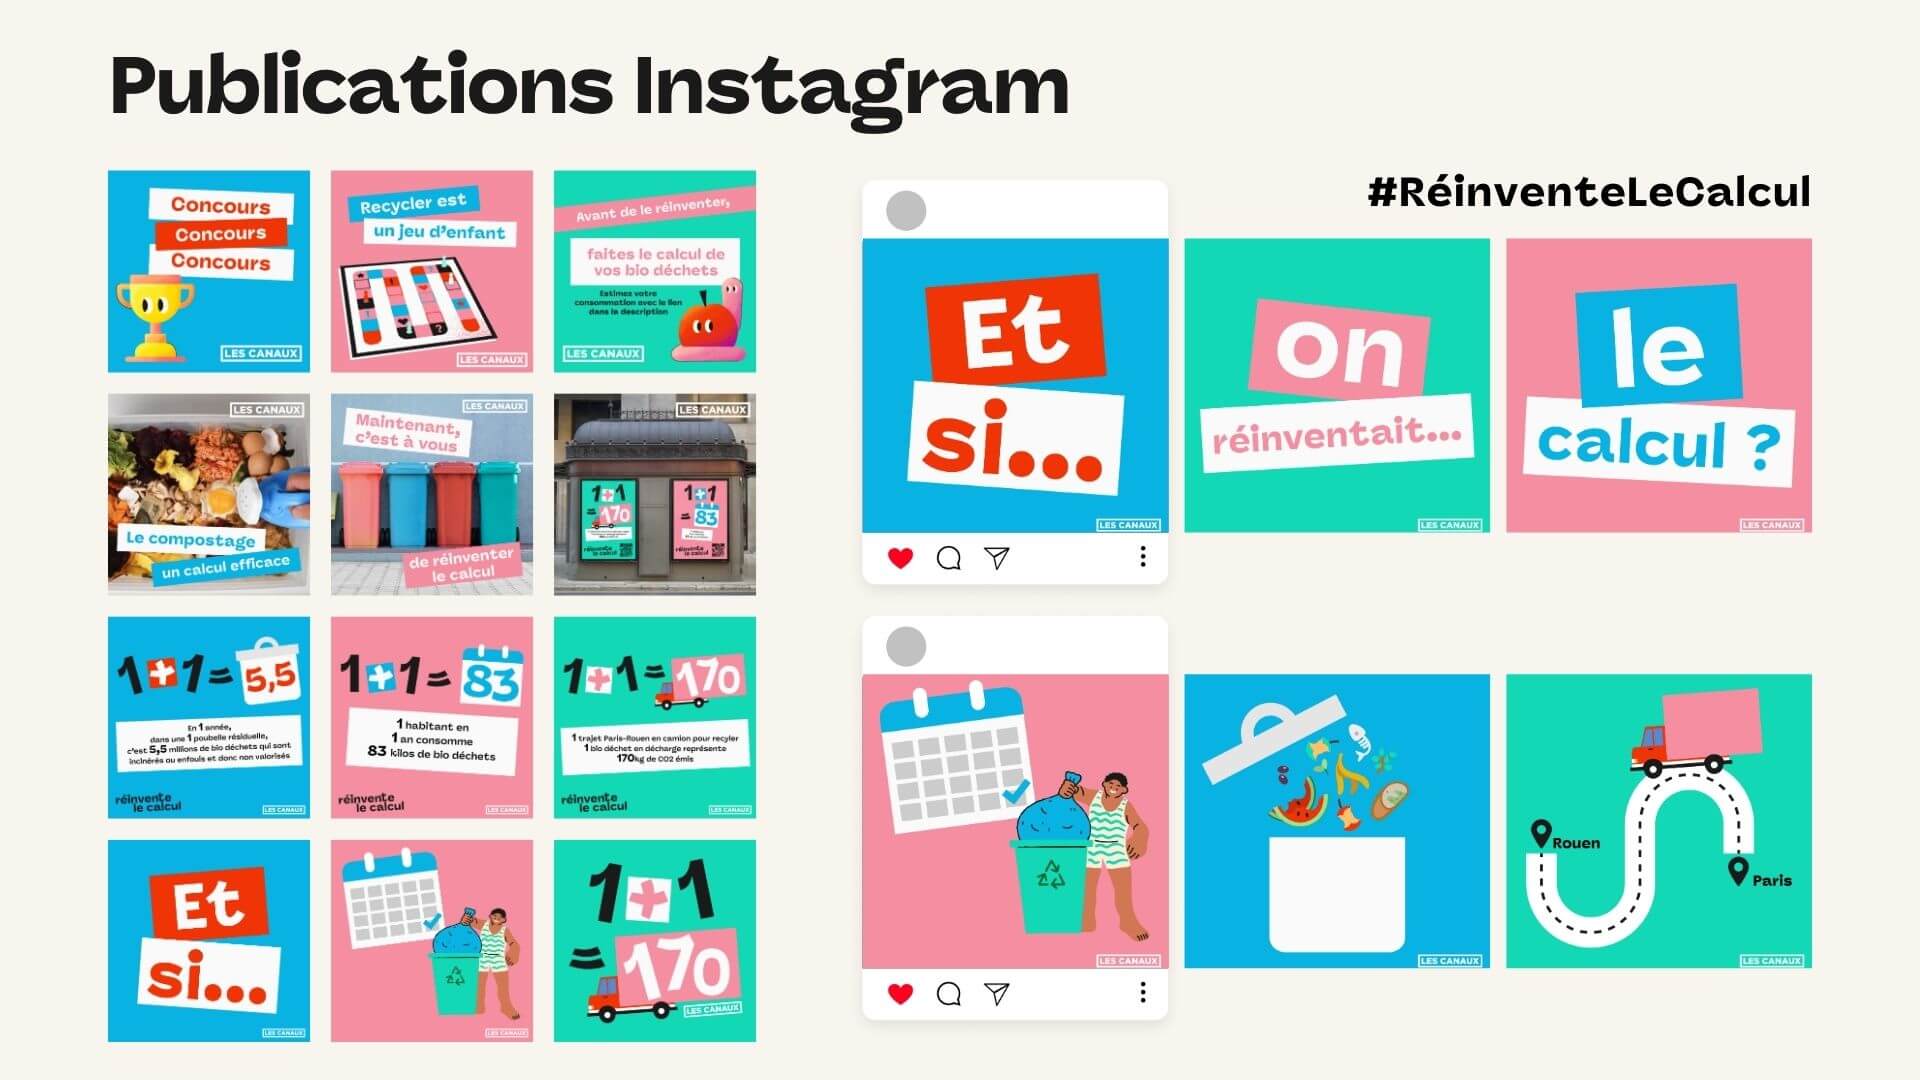 Publications Instagram
#RéinventeLeCalcul
Concours
Concours
Concours
LES CANAUX
Recycler est
un jeu d'enfant
?
LES CANAUX
Avant de le réinventer,
faites le calcul de
vos bio déchets
Estimez votre
consommation avec le lien
dans la description
LES CANAUX
LES CANAUX
Le compostage
un calcul efficace
LES CANAUX
Maintenant,
c'est à vous
de réinventer
le calcul
LES CANAUX
1+1
=
170
réinvente
le calcul
1+1
=
83
réinvente
le calcul
1+1=5,5
En 1 année,
dans une 1 poubelle résiduelle,
c'est 5,5 millions de bio déchets qui sont
incinérés ou enfouis et donc non valorisés
réinvente
le calcul
LES CANAUX
1+1=83
1 habitant en
1 an consomme
83 kilos de bio déchets
réinvente
le calcul
LES CANAUX
1+1=170
1 trajet Paris-Rouen en camion pour recycler
1 bio déchet en décharge représente
170kg de CO2 émis
réinvente
le calcul
LES CANAUX
Et
si...
LES CANAUX
LES CANAUX
1+1
=170
LES CANAUX
Et
si...
LES CANAUX
on
réinventait...
LES CANAUX
le
calcul ?
LES CANAUX
LES CANAUX
LES CANAUX
Rouen
Paris
LES CANAUX